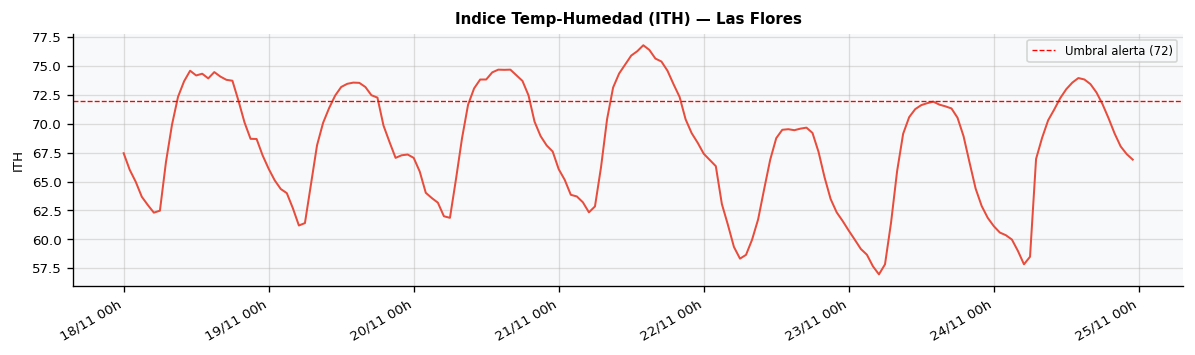 Indice Temp-Humedad (ITH) — Las Flores
Umbral alerta (72)
ITH
77.5
75.0
72.5
70.0
67.5
65.0
62.5
60.0
57.5
18/11 00h
19/11 00h
20/11 00h
21/11 00h
22/11 00h
23/11 00h
24/11 00h
25/11 00h